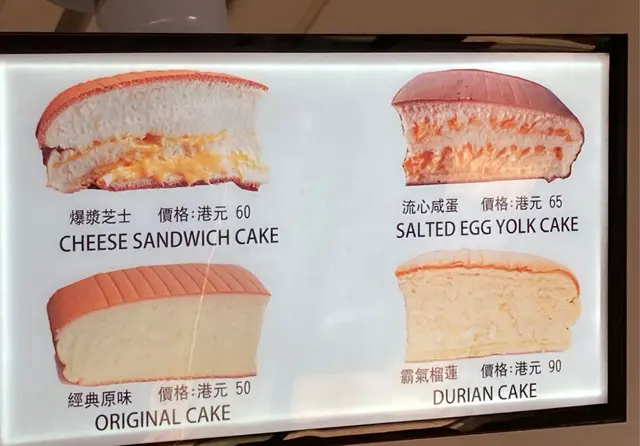 爆漿芝士 價格:港元 60
CHEESE SANDWICH CAKE
流心咸蛋 價格:港元 65
SALTED EGG YOLK CAKE
經典原味 價格:港元 50
ORIGINAL CAKE
霸氣榴蓮 價格:港元 90
DURIAN CAKE